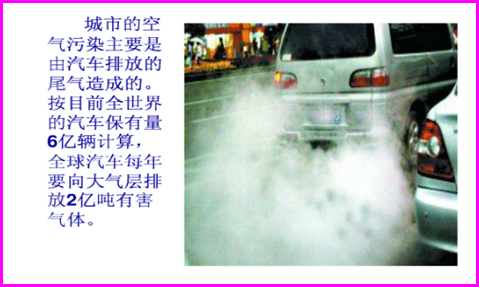 城市的空
气污染主要是
由汽车排放的
尾气造成的。
按目前全世界
的汽车保有量
6亿辆计算，
全球汽车每年
要向大气层排
放2亿吨有害
气体。